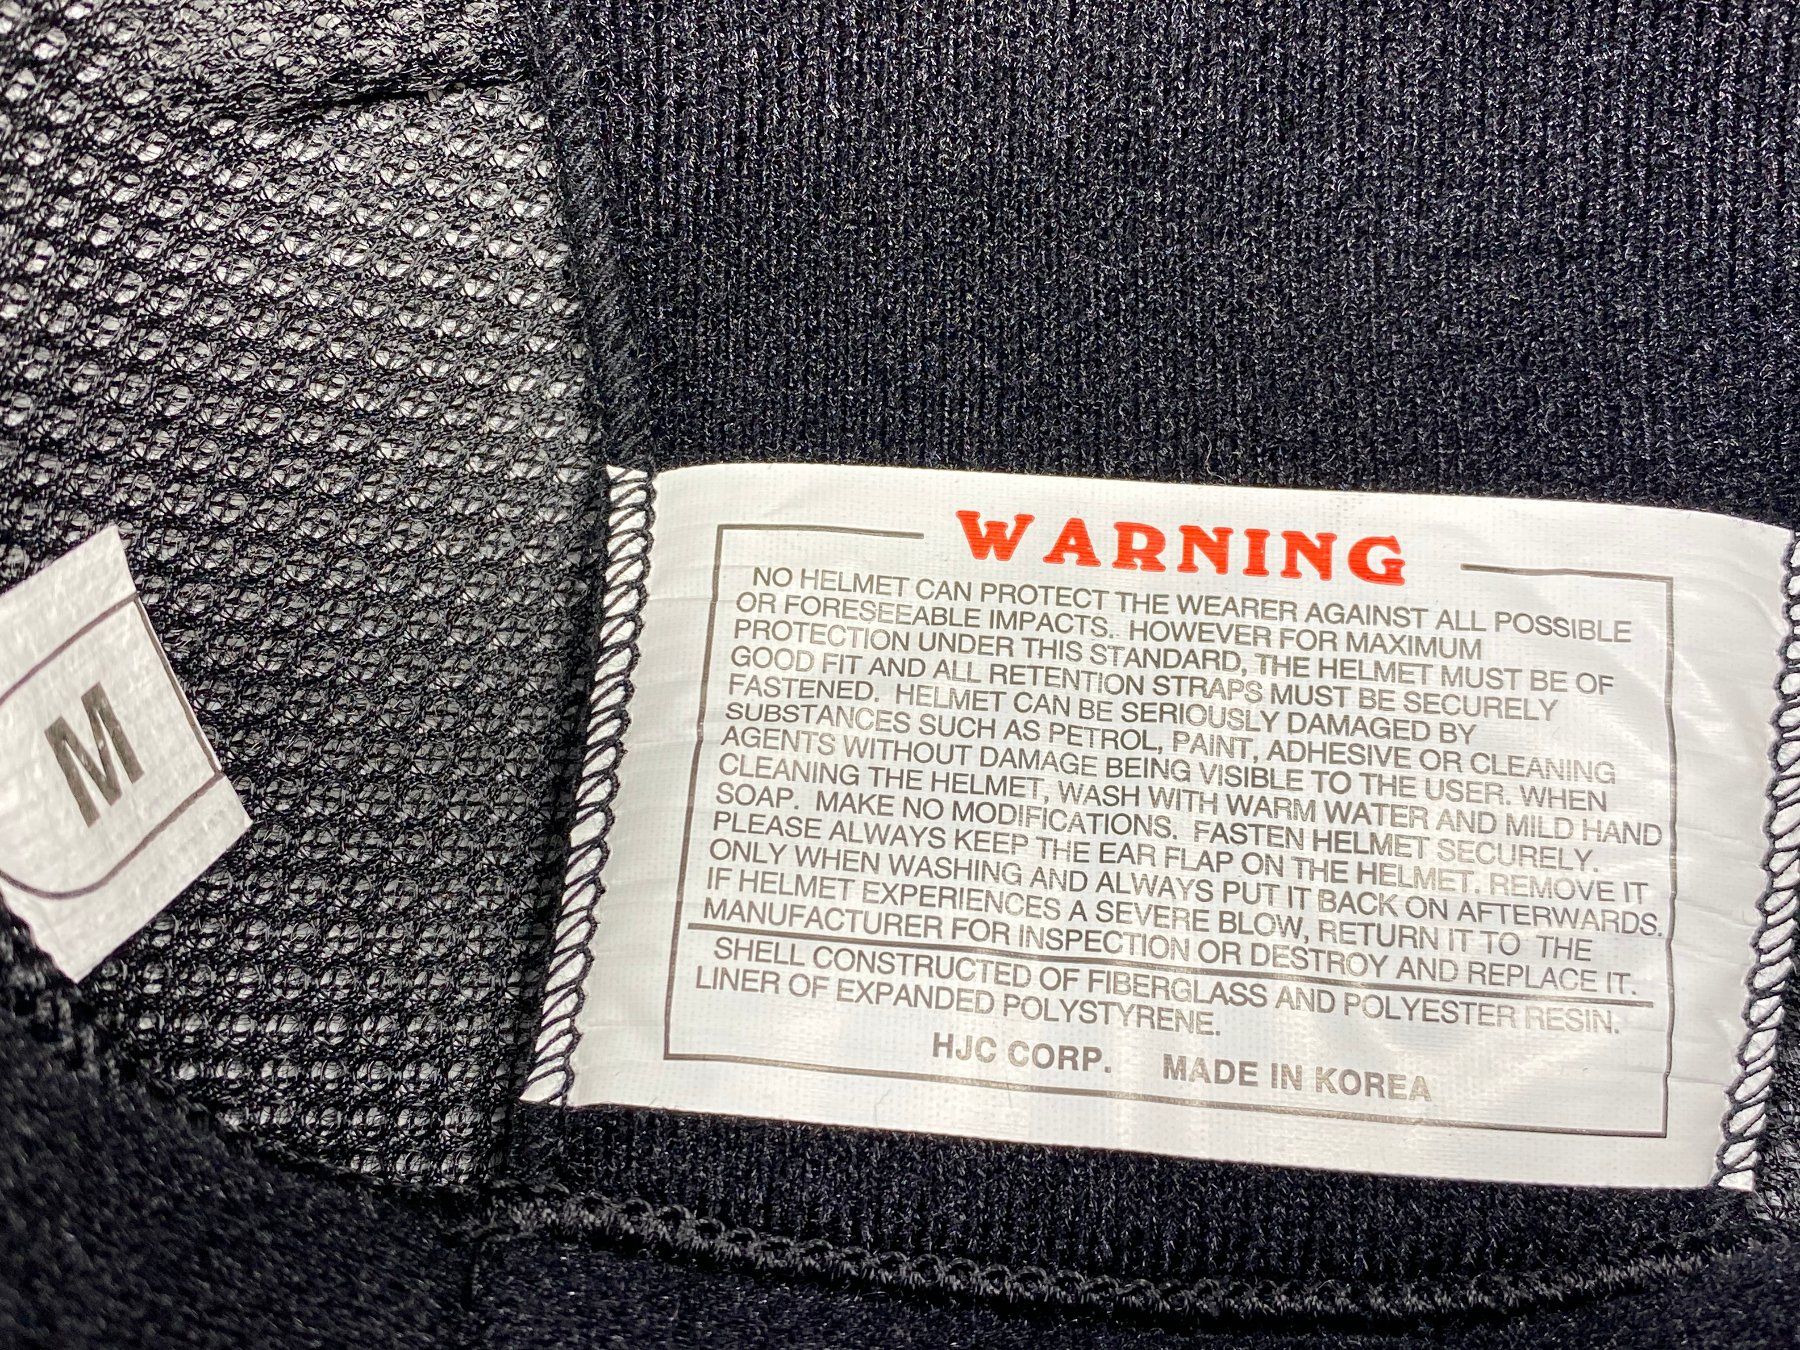 WARNING
NO HELMET CAN PROTECT THE WEARER AGAINST ALL POSSIBLE
OR FORESEEABLE IMPACTS. HOWEVER FOR MAXIMUM
PROTECTION UNDER THIS STANDARD, THE HELMET MUST BE OF
GOOD FIT AND ALL RETENTION STRAPS MUST BE SECURELY
FASTENED. HELMET CAN BE SERIOUSLY DAMAGED BY
SUBSTANCES SUCH AS PETROL, PAINT, ADHESIVE OR CLEANING
AGENTS WITHOUT DAMAGE BEING VISIBLE TO THE USER. WHEN
CLEANING THE HELMET, WASH WITH WARM WATER AND MILD HAND
SOAP. MAKE NO MODIFICATIONS. FASTEN HELMET SECURELY.
PLEASE ALWAYS KEEP THE EAR FLAP ON THE HELMET. REMOVE IT
ONLY WHEN WASHING AND ALWAYS PUT IT BACK ON AFTERWARDS.
IF HELMET EXPERIENCES A SEVERE BLOW, RETURN IT TO THE
MANUFACTURER FOR INSPECTION OR DESTROY AND REPLACE IT.
SHELL CONSTRUCTED OF FIBERGLASS AND POLYESTER RESIN.
LINER OF EXPANDED POLYSTYRENE.
HJC CORP. MADE IN KOREA
M